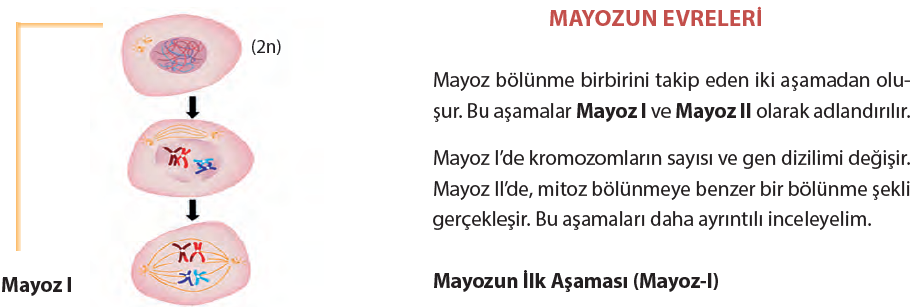 MAYOZUN EVRELERİ
(2n)
Mayoz bölünme birbirini takip eden iki aşamadan olu-
şur. Bu aşamalar Mayoz I ve Mayoz II olarak adlandırılır.
Mayoz I’de kromozomların sayısı ve gen dizilimi değişir.
Mayoz II’de, mitoz bölünmeye benzer bir bölünme şekli
gerçekleşir. Bu aşamaları daha ayrıntılı inceleyelim.
Mayoz I
Mayozun İlk Aşaması (Mayoz-I)